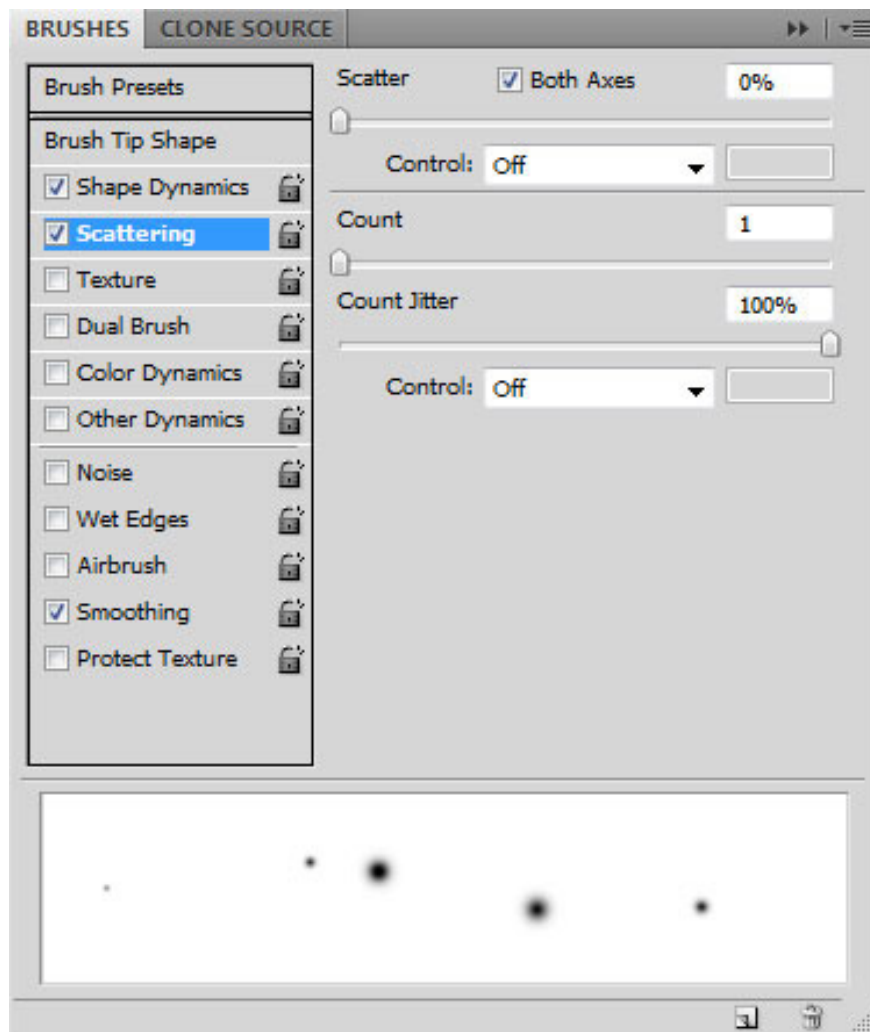 BRUSHES CLONE SOURCE
Brush Presets
Brush Tip Shape
Shape Dynamics
Scattering
Texture
Dual Brush
Color Dynamics
Other Dynamics
Noise
Wet Edges
Airbrush
Smoothing
Protect Texture
Scatter Both Axes 0%
Control: Off
Count 1
Count Jitter 100%
Control: Off